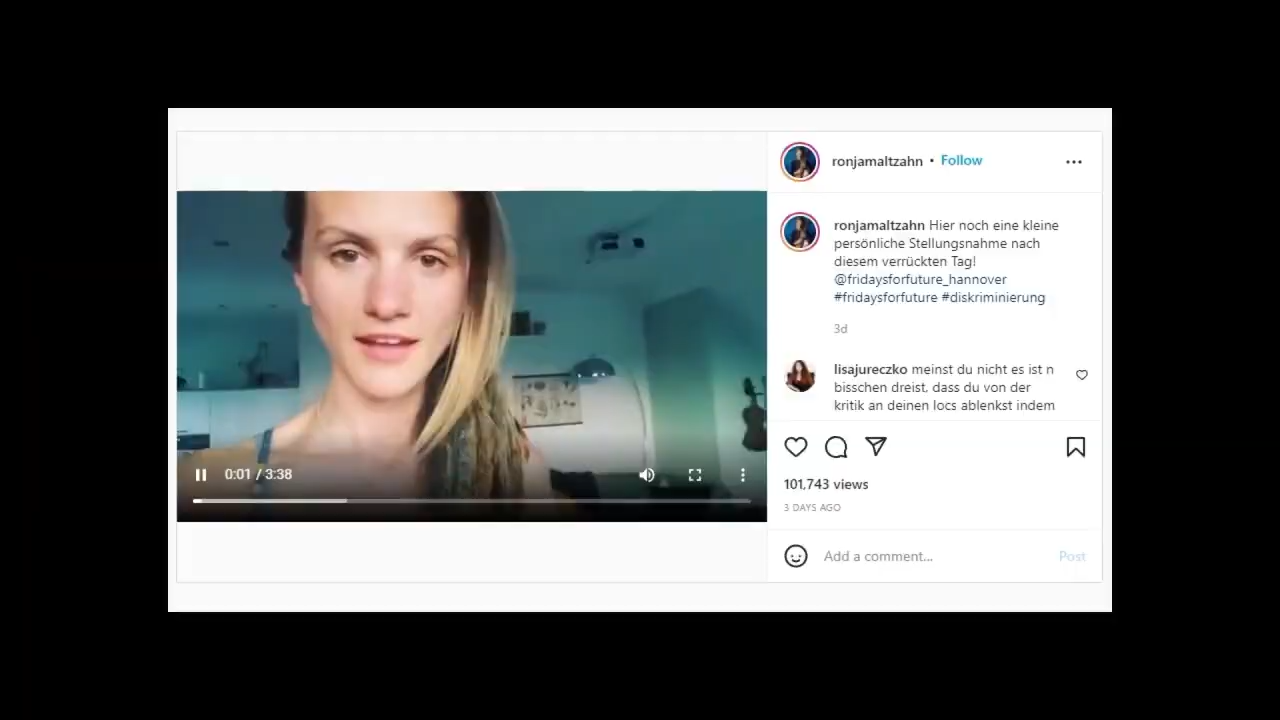 ronjamaltzahn • Follow
ronjamaltzahn Hier noch eine kleine
persönliche Stellungsnahme nach
diesem verrückten Tag!
@fridaysforfuture_hannover
#fridaysforfuture #diskriminierung
3d
lisajureczko meinst du nicht es ist n
bisschen dreist, dass du von der
kritik an deinen locs ablenkst indem
0:01 / 3:38
101,743 views
3 DAYS AGO
Add a comment...
Post